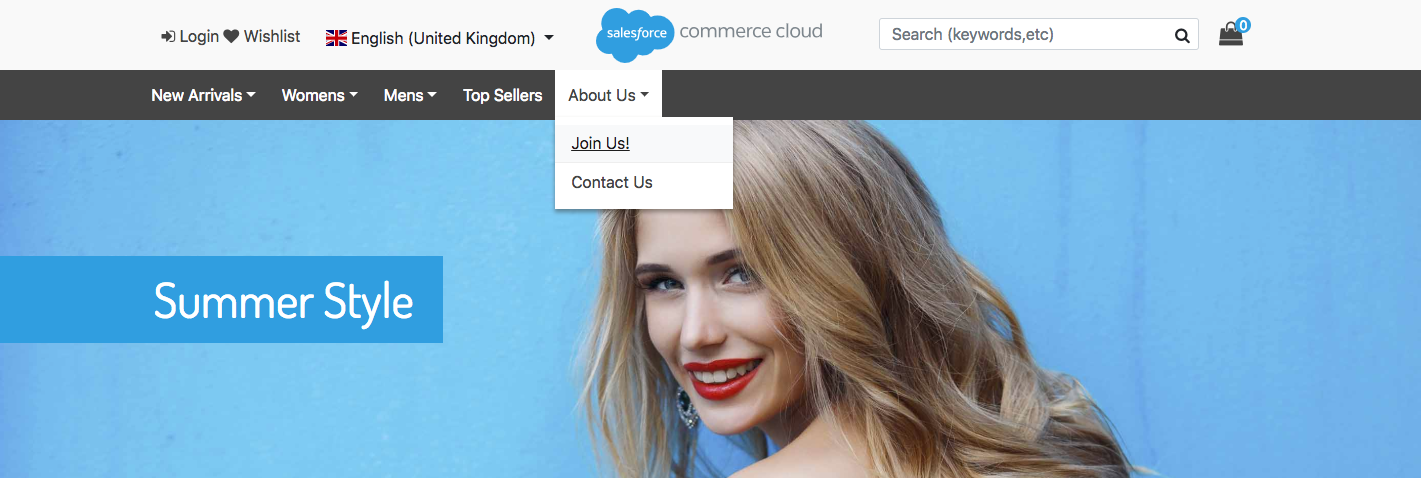 Login Wishlist English (United Kingdom) salesforce commerce cloud Search (keywords,etc) 0
New Arrivals Womens Mens Top Sellers About Us
Join Us!
Contact Us
Summer Style